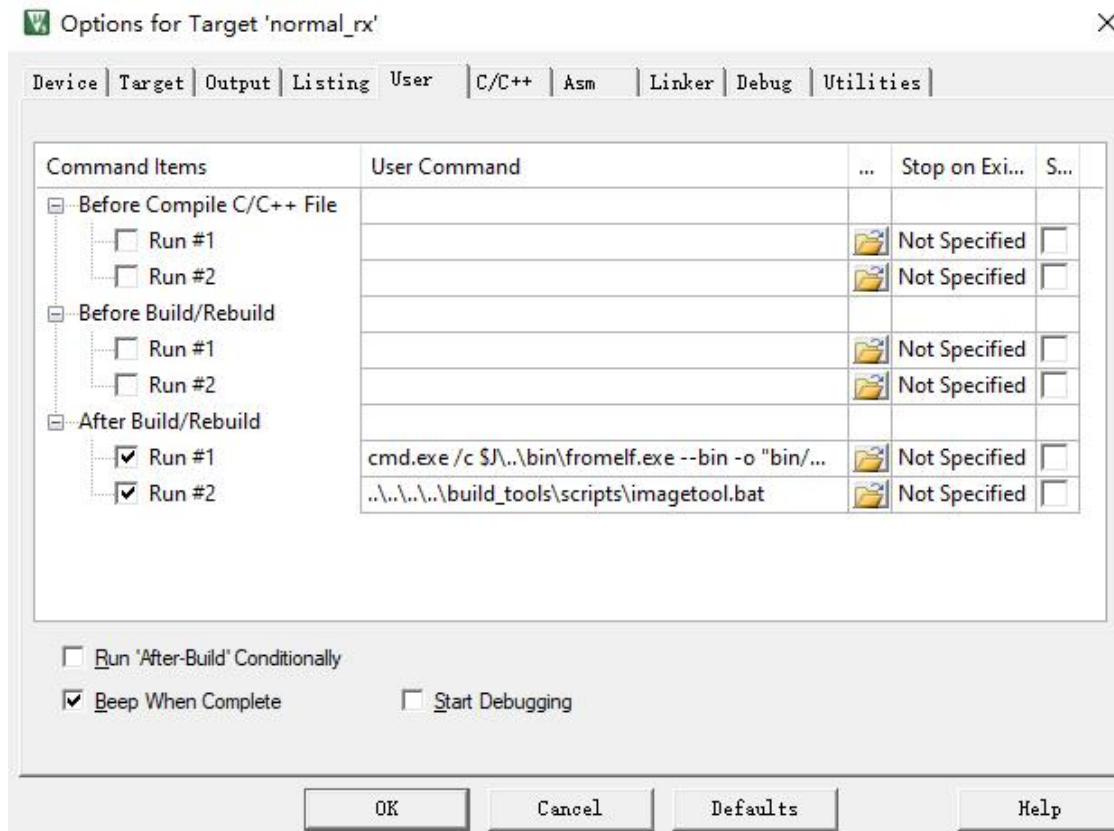 Options for Target 'normal_rx'
Device Target Output Listing User C/C++ Asm Linker Debug Utilities
Command Items User Command ... Stop on Exi... S...
Before Compile C/C++ File
Run #1 Not Specified
Run #2 Not Specified
Before Build/Rebuild
Run #1 Not Specified
Run #2 Not Specified
After Build/Rebuild
Run #1 cmd.exe /c $J\..\bin\fromelf.exe --bin -o "bin/... Not Specified
Run #2 ..\..\..\..\build_tools\scripts\imagetool.bat Not Specified
Run 'After-Build' Conditionally
Beep When Complete Start Debugging
OK Cancel Defaults Help